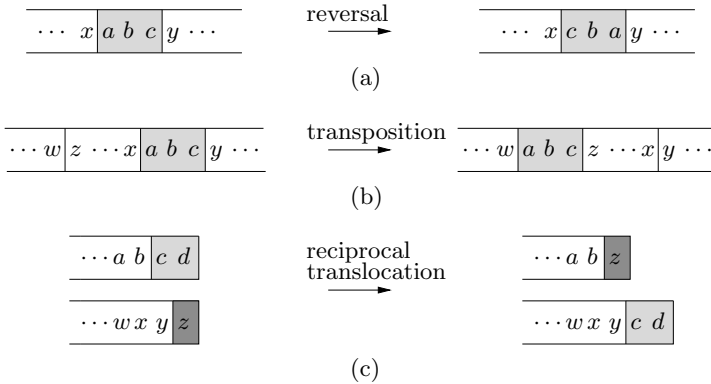 ··· x a b c y ··· reversal ··· x c b a y ···
(a)
··· w z ··· x a b c y ··· transposition ··· w a b c z ··· x y ···
(b)
··· a b c d reciprocal ··· a b z
translocation
··· w x y z ··· w x y c d
(c)